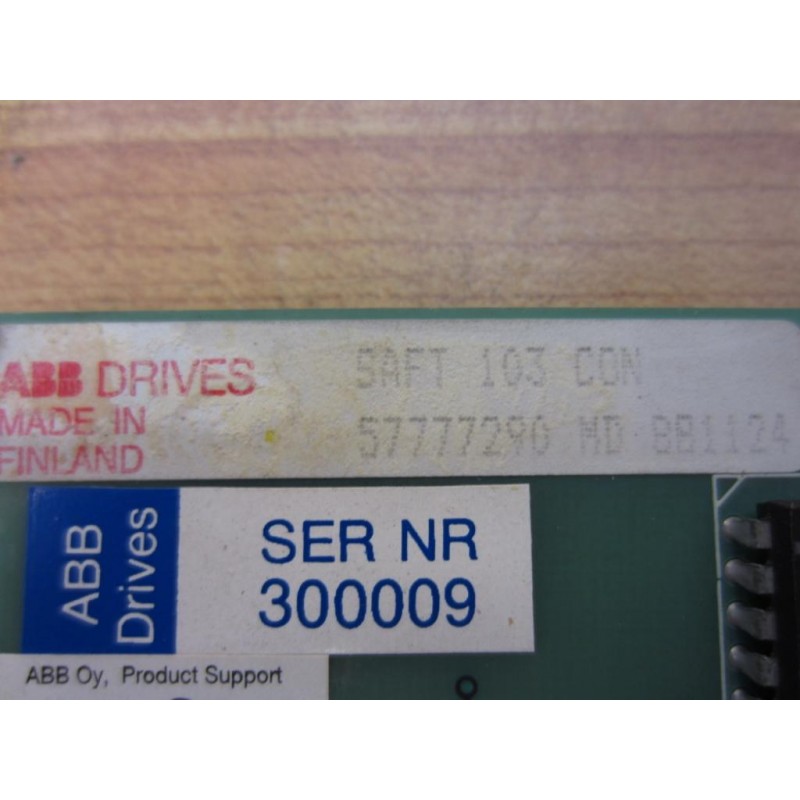 ABB DRIVES
MADE IN
FINLAND
SAFT 103 CON
57777290 MD BB1124
ABB
Drives
SER NR
300009
ABB Oy, Product Support